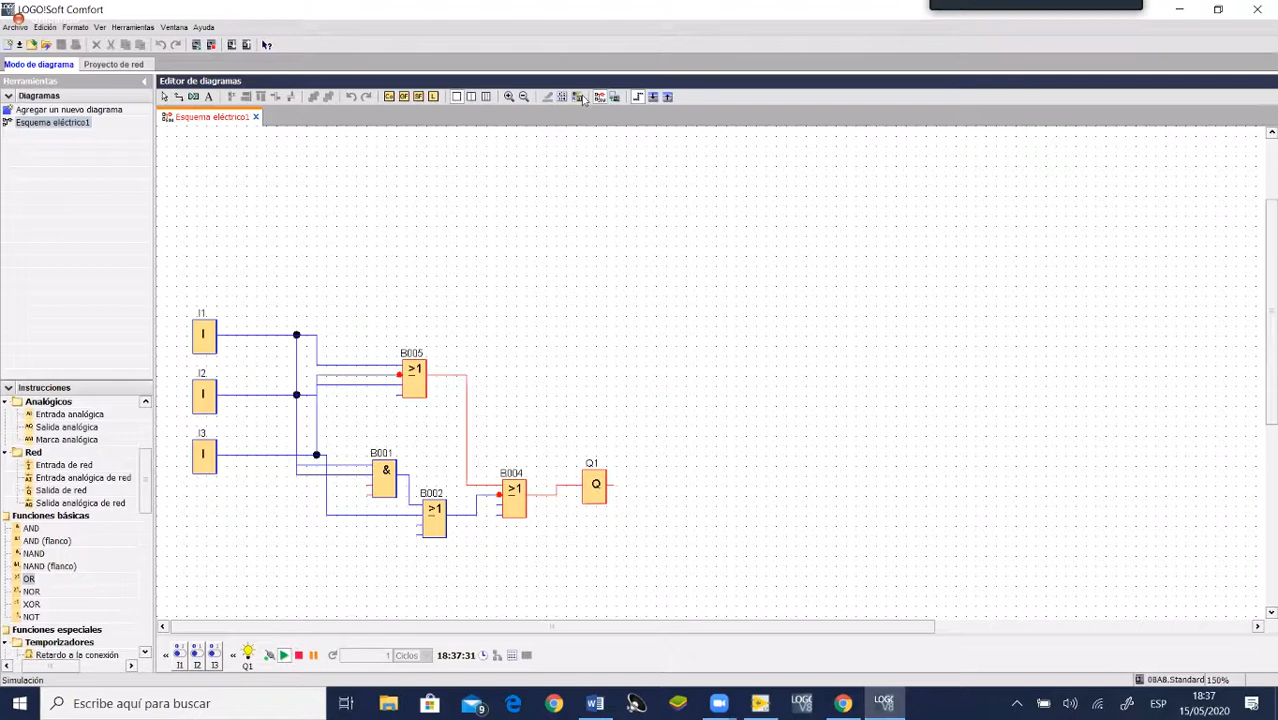 LOGO!Soft Comfort
Archivo Edición Formato Ver Herramientas Ventana Ayuda
Modo de diagrama Proyecto de red
Herramientas Editor de diagramas
Diagramas
Agregar un nuevo diagrama
Esquema eléctrico1
Esquema eléctrico1
I1
I
I2
I
I3
I
B005
≥1
B001
&
B002
≥1
B004
≥1
Q1
Q
Instrucciones
Analógicos
Entrada analógica
Salida analógica
Marca analógica
Red
Entrada de red
Entrada analógica de red
Salida de red
Salida analógica de red
Funciones básicas
AND
AND (flanco)
NAND
NAND (flanco)
OR
NOR
XOR
NOT
Funciones especiales
Temporizadores
Retardo a la conexión
I1 I2 I3 Q1 1 Ciclos 18:37:31
Simulación 0BA8.Standard 150%
Escribe aquí para buscar
ESP 18:37
15/05/2020